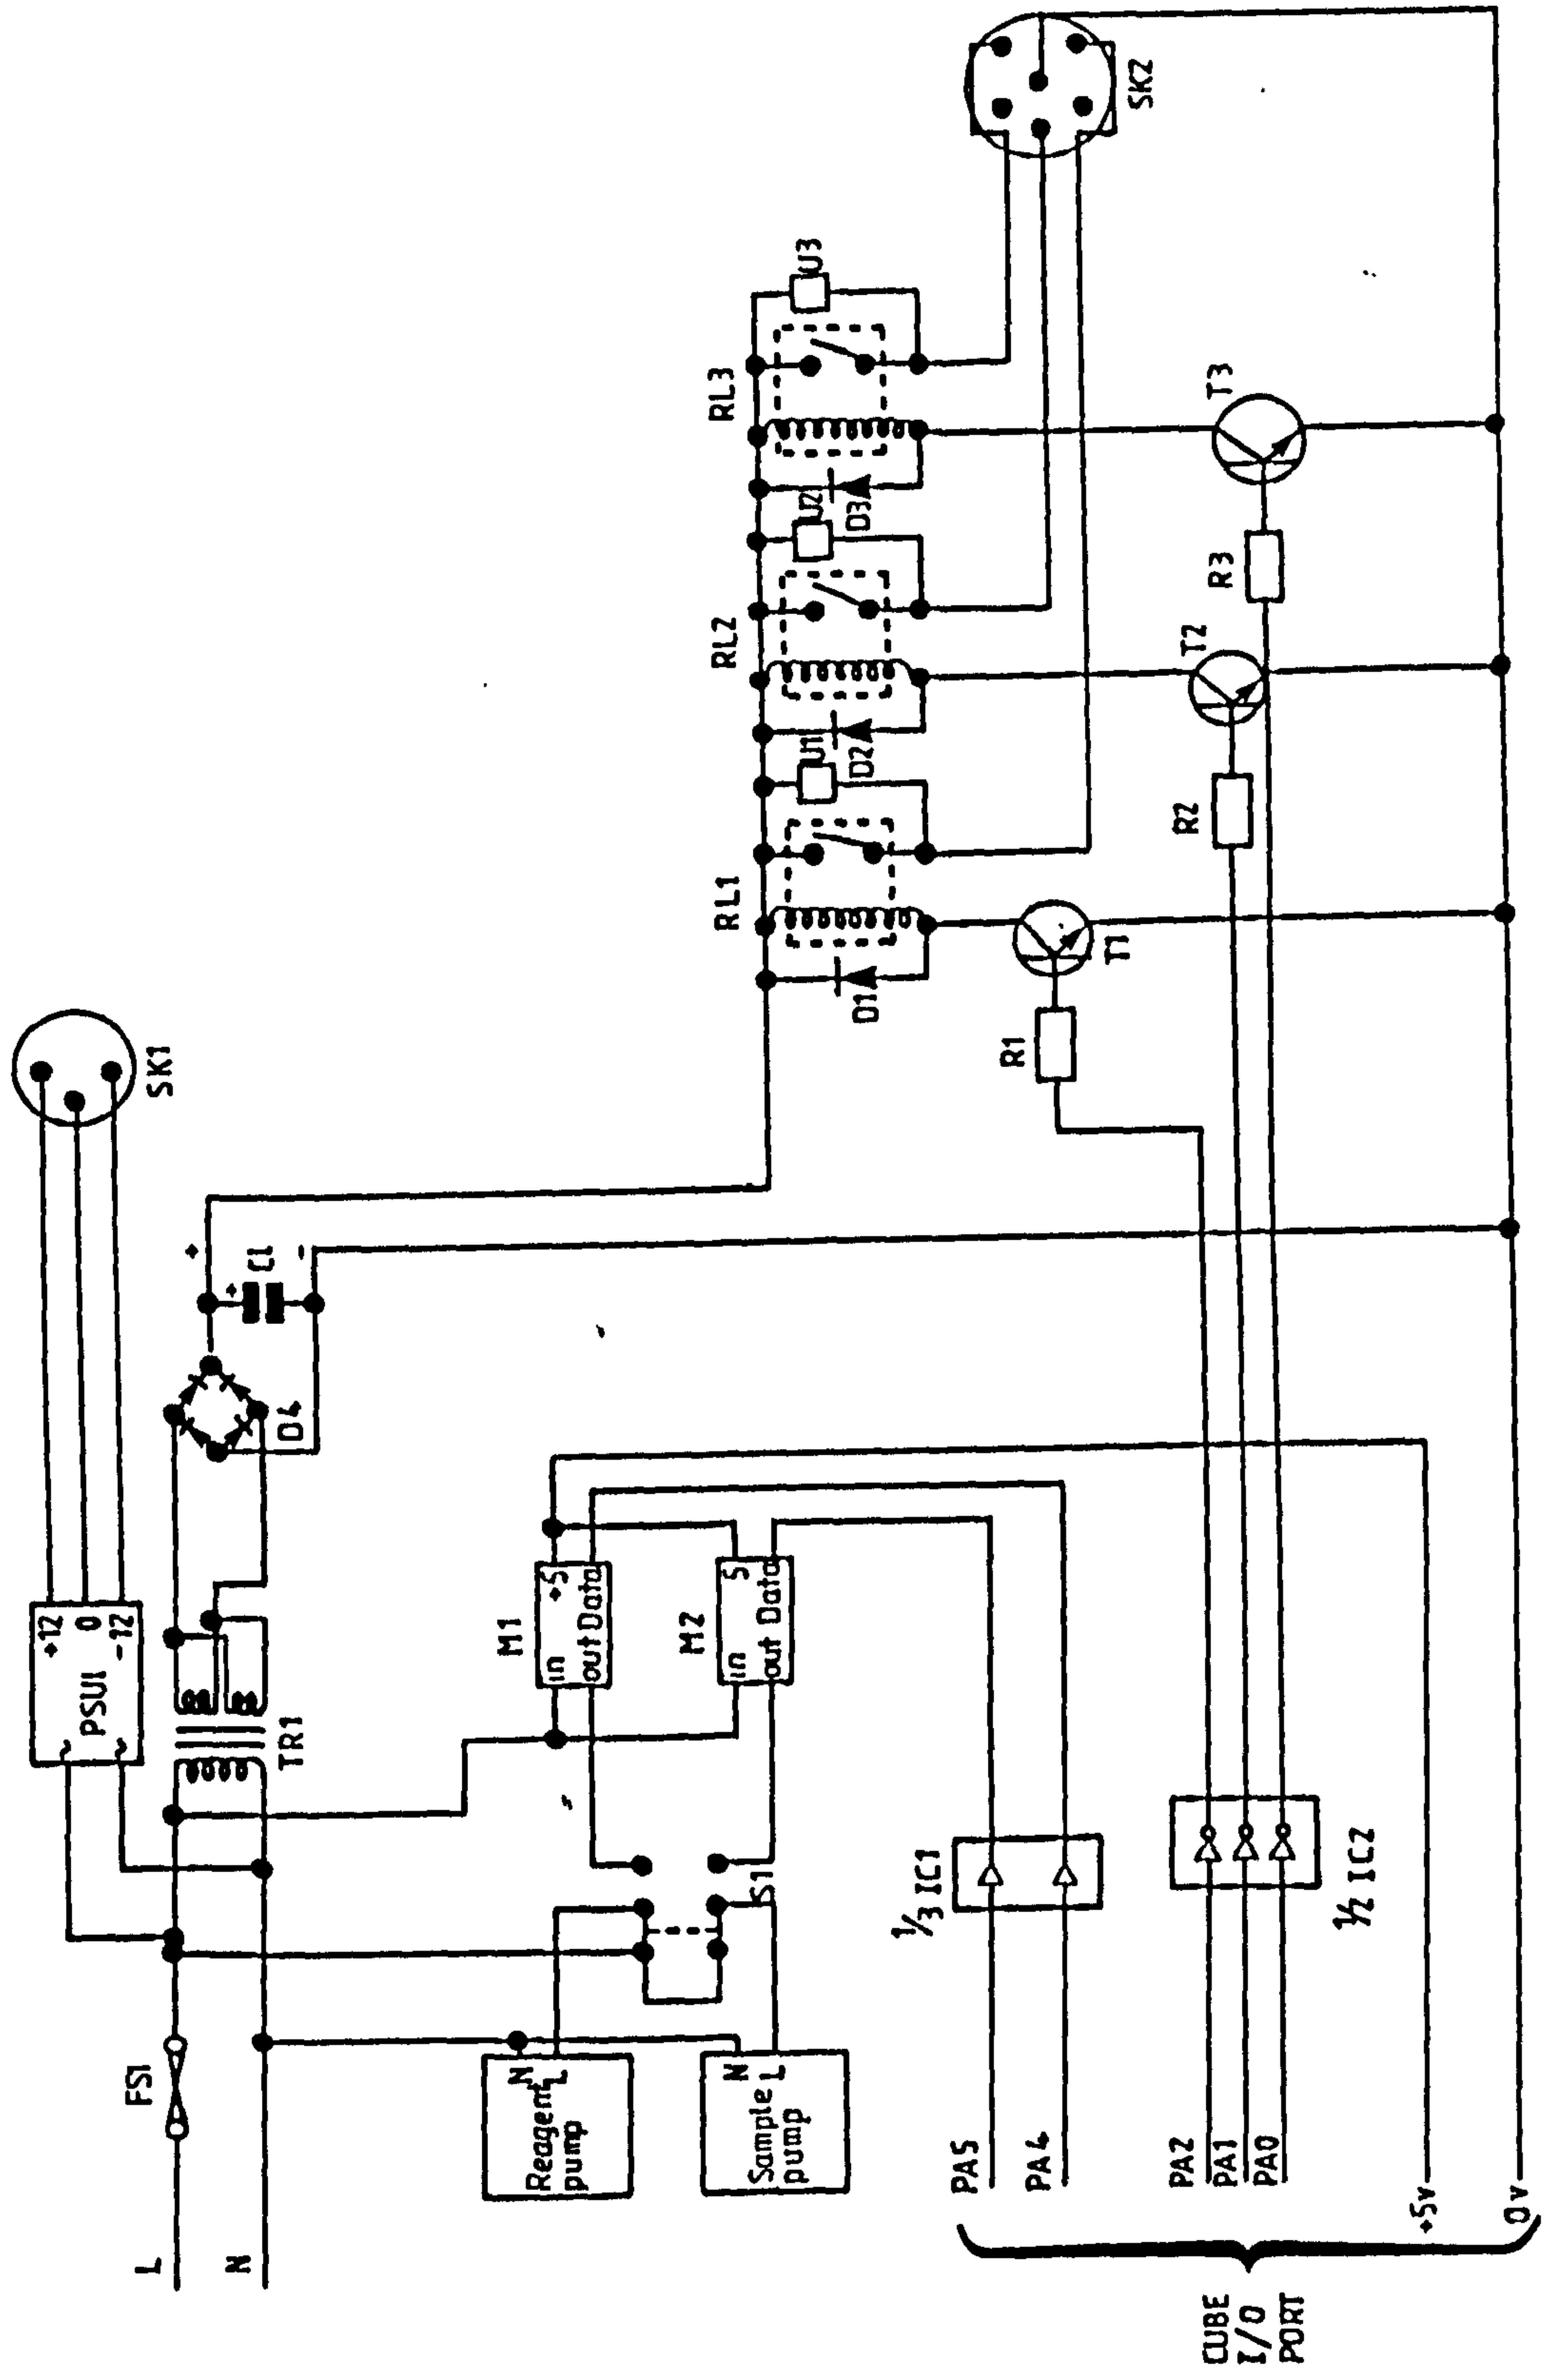 L
N
FS1
PSU1
+12
0
-12
SK1
TR1
D4
+
C1
+
-
Reagent
pump
N
L
Sample
pump
N
L
S1
M1
in
+5
out Data
M2
in
5
out Data
RL1
RL2
RL3
D1
U1
D2
U2
D3
U3
SK2
R1
T1
R2
T2
R3
T3
1/3 IC1
1/2 IC2
PA5
PA4
PA2
PA1
PA0
+5v
0v
CUBE
I/O
PORT